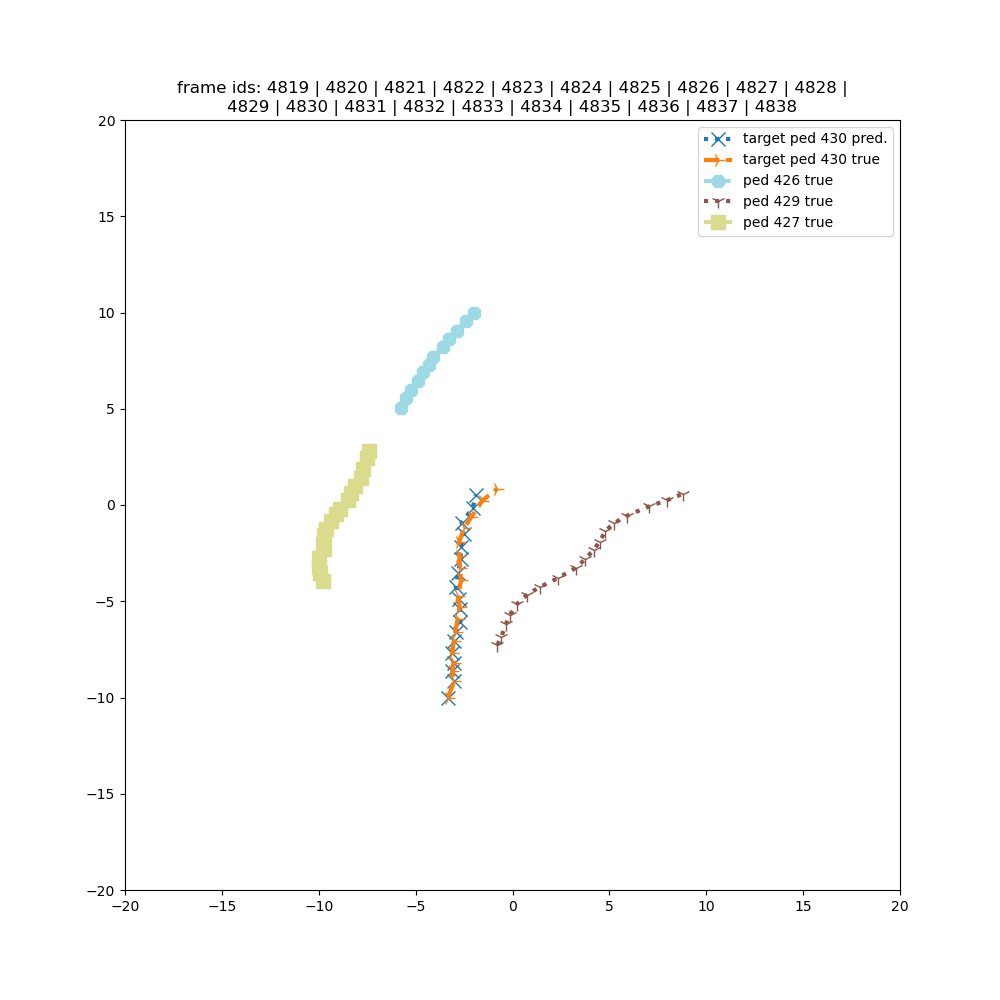 frame ids: 4819 | 4820 | 4821 | 4822 | 4823 | 4824 | 4825 | 4826 | 4827 | 4828 |
4829 | 4830 | 4831 | 4832 | 4833 | 4834 | 4835 | 4836 | 4837 | 4838
target ped 430 pred.
target ped 430 true
ped 426 true
ped 429 true
ped 427 true
20
15
10
5
0
−5
−10
−15
−20
−20 −15 −10 −5 0 5 10 15 20